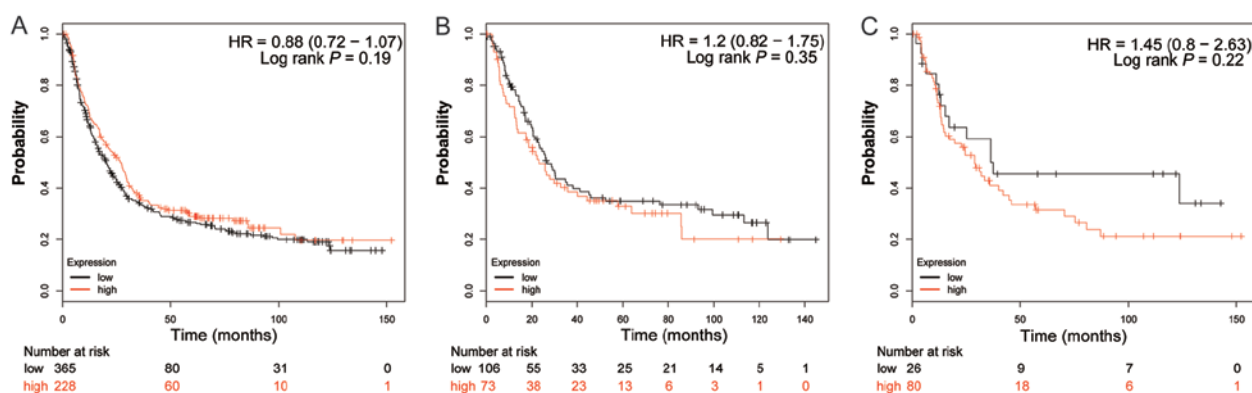 A
HR = 0.88 (0.72 – 1.07)
Log rank P = 0.19
Probability
1.0
0.8
0.6
0.4
0.2
0.0
Expression
low
high
0 50 100 150
Time (months)
Number at risk
low 365 80 31 0
high 228 60 10 1
B
HR = 1.2 (0.82 – 1.75)
Log rank P = 0.35
Probability
1.0
0.8
0.6
0.4
0.2
0.0
Expression
low
high
0 20 40 60 80 100 120 140
Time (months)
Number at risk
low 106 55 33 25 21 14 5 1
high 73 38 23 13 6 3 1 0
C
HR = 1.45 (0.8 – 2.63)
Log rank P = 0.22
Probability
1.0
0.8
0.6
0.4
0.2
0.0
Expression
low
high
0 50 100 150
Time (months)
Number at risk
low 26 9 7 0
high 80 18 6 1